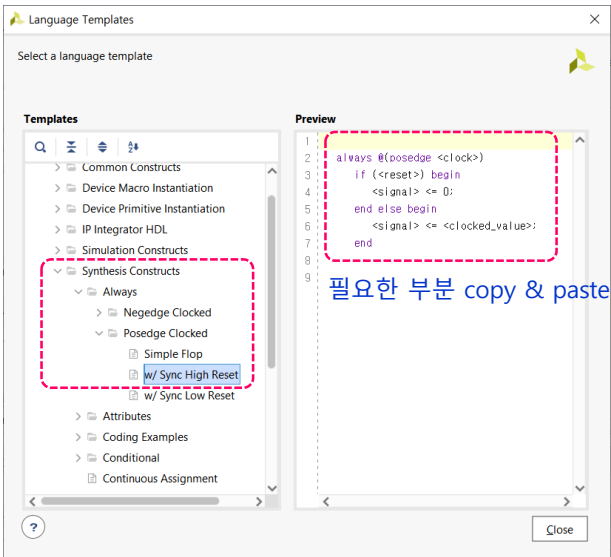 Language Templates
Select a language template
Templates
Preview
Common Constructs
Device Macro Instantiation
Device Primitive Instantiation
IP Integrator HDL
Simulation Constructs
Synthesis Constructs
Always
Negedge Clocked
Posedge Clocked
Simple Flop
w/ Sync High Reset
w/ Sync Low Reset
Attributes
Coding Examples
Conditional
Continuous Assignment
1
2 always @(posedge <clock>)
3 if (<reset>) begin
4 <signal> <= 0;
5 end else begin
6 <signal> <= <clocked_value>;
7 end
8
9
필요한 부분 copy & paste
?
Close